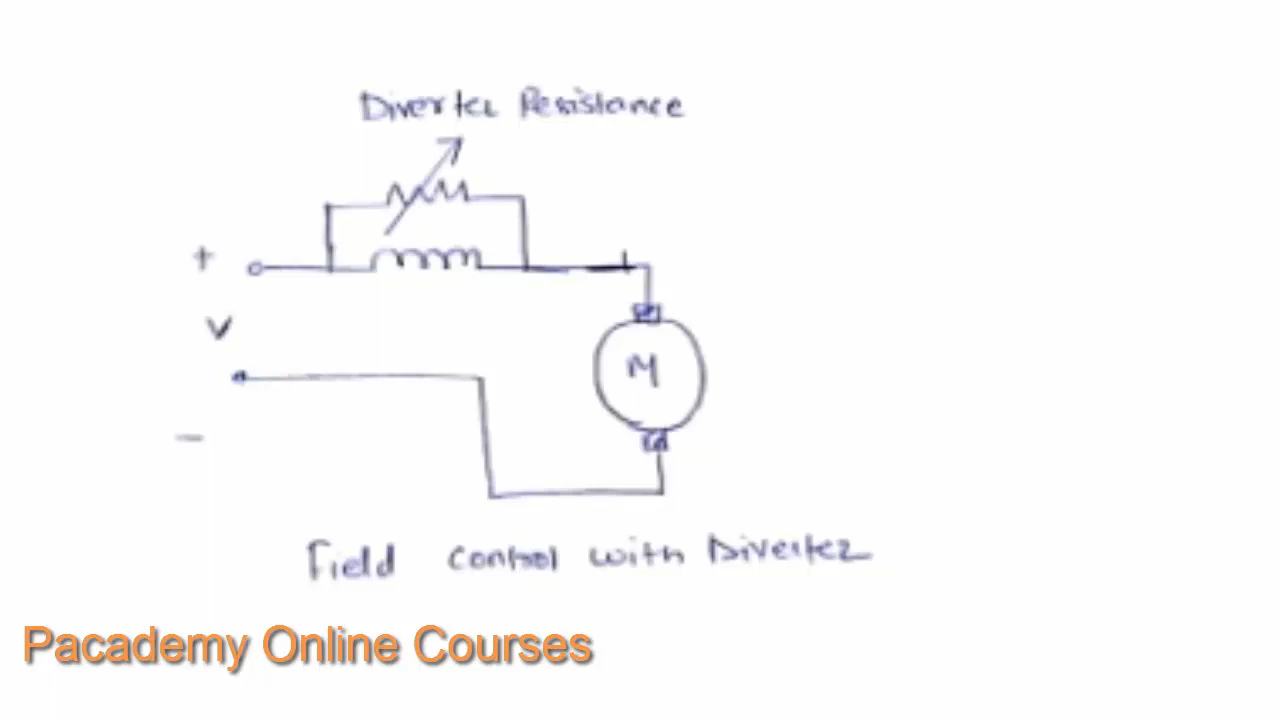 Diverter Resistance
+
V
M
-
Field Control with Diverter
Pacademy Online Courses